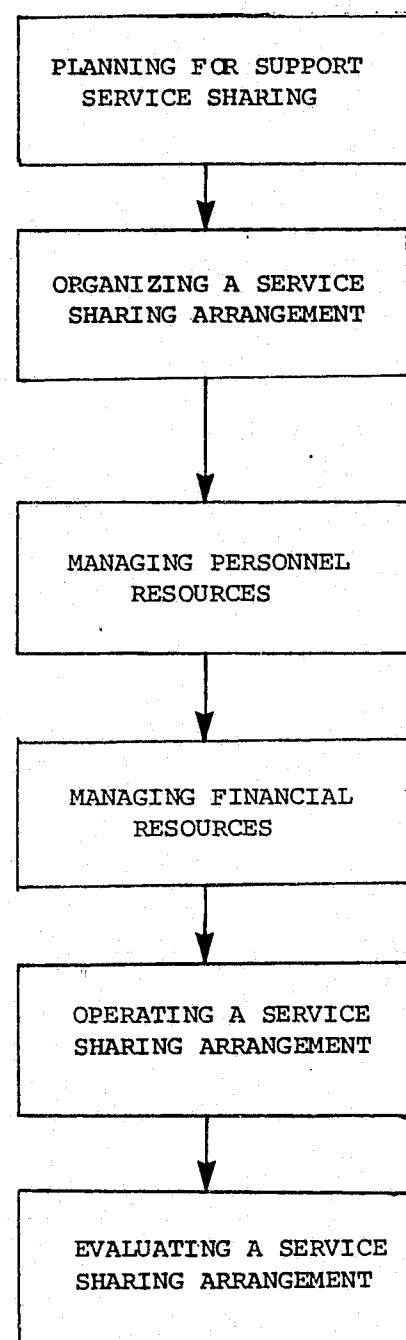 PLANNING FOR SUPPORT
SERVICE SHARING
ORGANIZING A SERVICE
SHARING ARRANGEMENT
MANAGING PERSONNEL
RESOURCES
MANAGING FINANCIAL
RESOURCES
OPERATING A SERVICE
SHARING ARRANGEMENT
EVALUATING A SERVICE
SHARING ARRANGEMENT